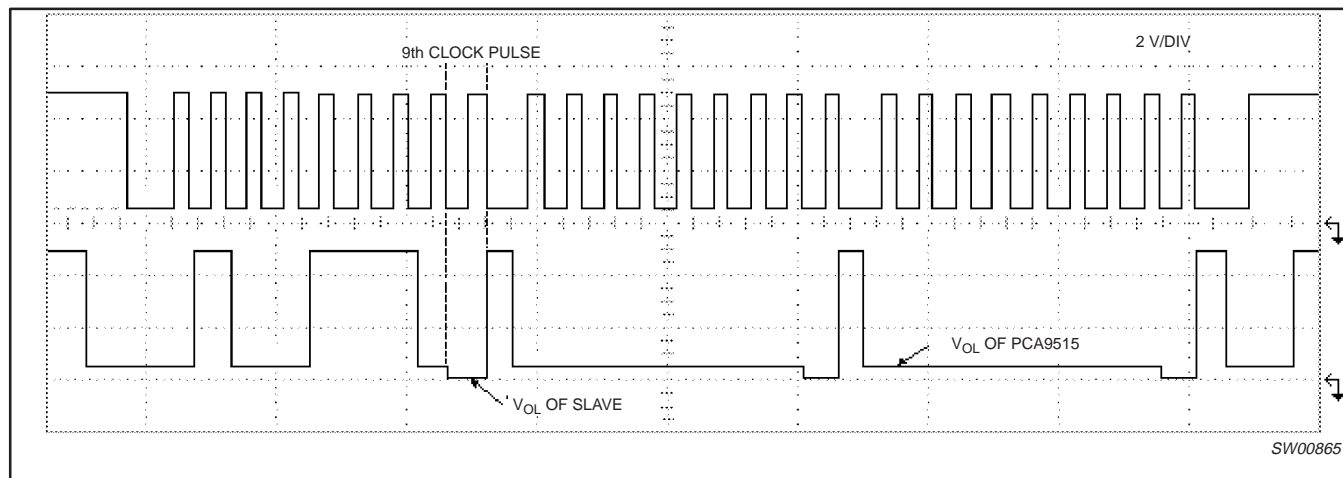 9th CLOCK PULSE
2 V/DIV
VOL OF PCA9515
VOL OF SLAVE
SW00865